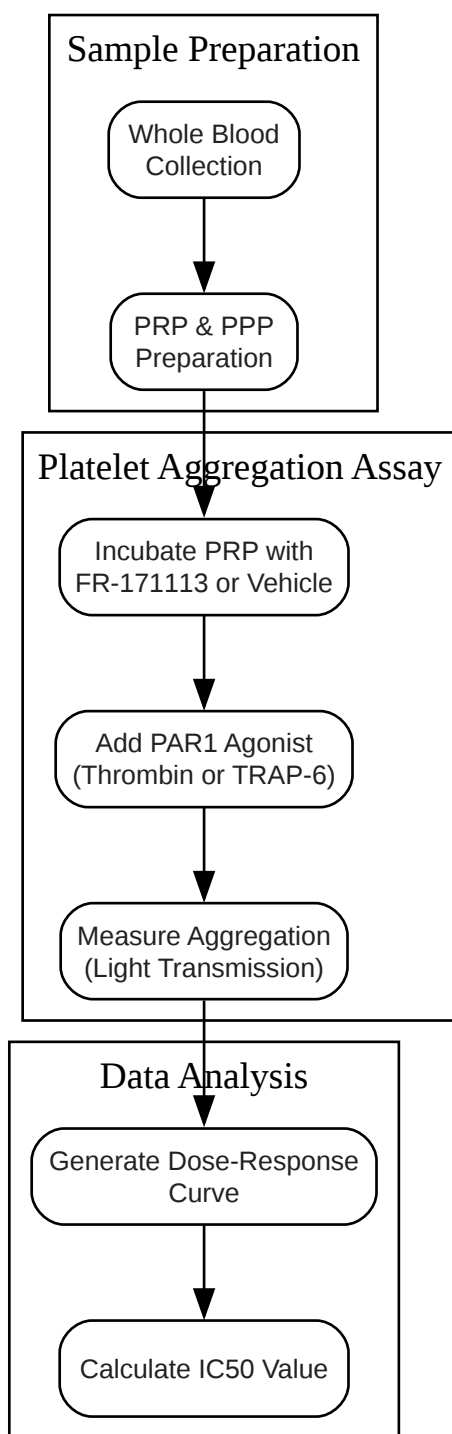 Sample Preparation
Whole Blood
Collection
PRP & PPP
Preparation
Platelet Aggregation Assay
Incubate PRP with
FR-171113 or Vehicle
Add PAR1 Agonist
(Thrombin or TRAP-6)
Measure Aggregation
(Light Transmission)
Data Analysis
Generate Dose-Response
Curve
Calculate IC50 Value